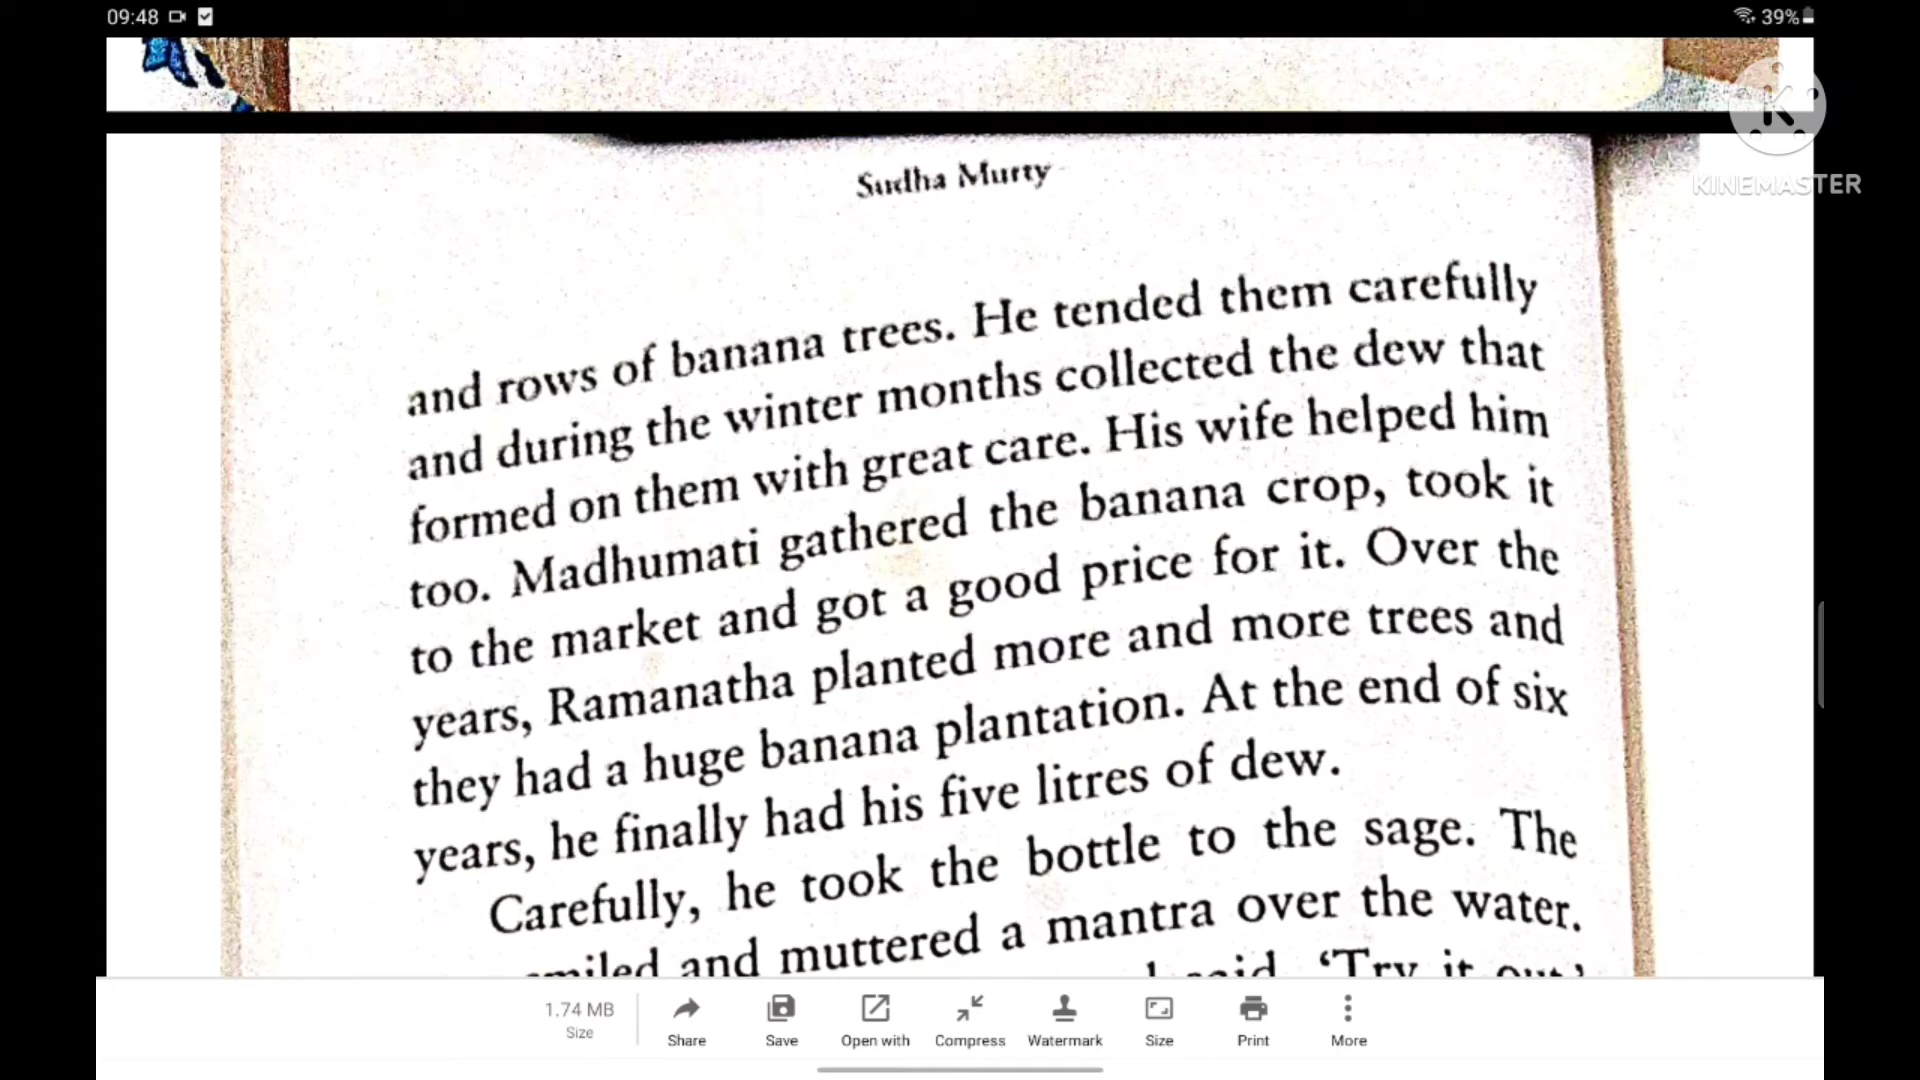 09:48
39%
K
KINEMASTER
Sudha Murty
and rows of banana trees. He tended them carefully
and during the winter months collected the dew that
formed on them with great care. His wife helped him
too. Madhumati gathered the banana crop, took it
to the market and got a good price for it. Over the
years, Ramanatha planted more and more trees and
they had a huge banana plantation. At the end of six
years, he finally had his five litres of dew.
Carefully, he took the bottle to the sage. The
smiled and muttered a mantra over the water.
said, ‘Try it out.’
1.74 MB
Size
Share
Save
Open with
Compress
Watermark
Size
Print
More